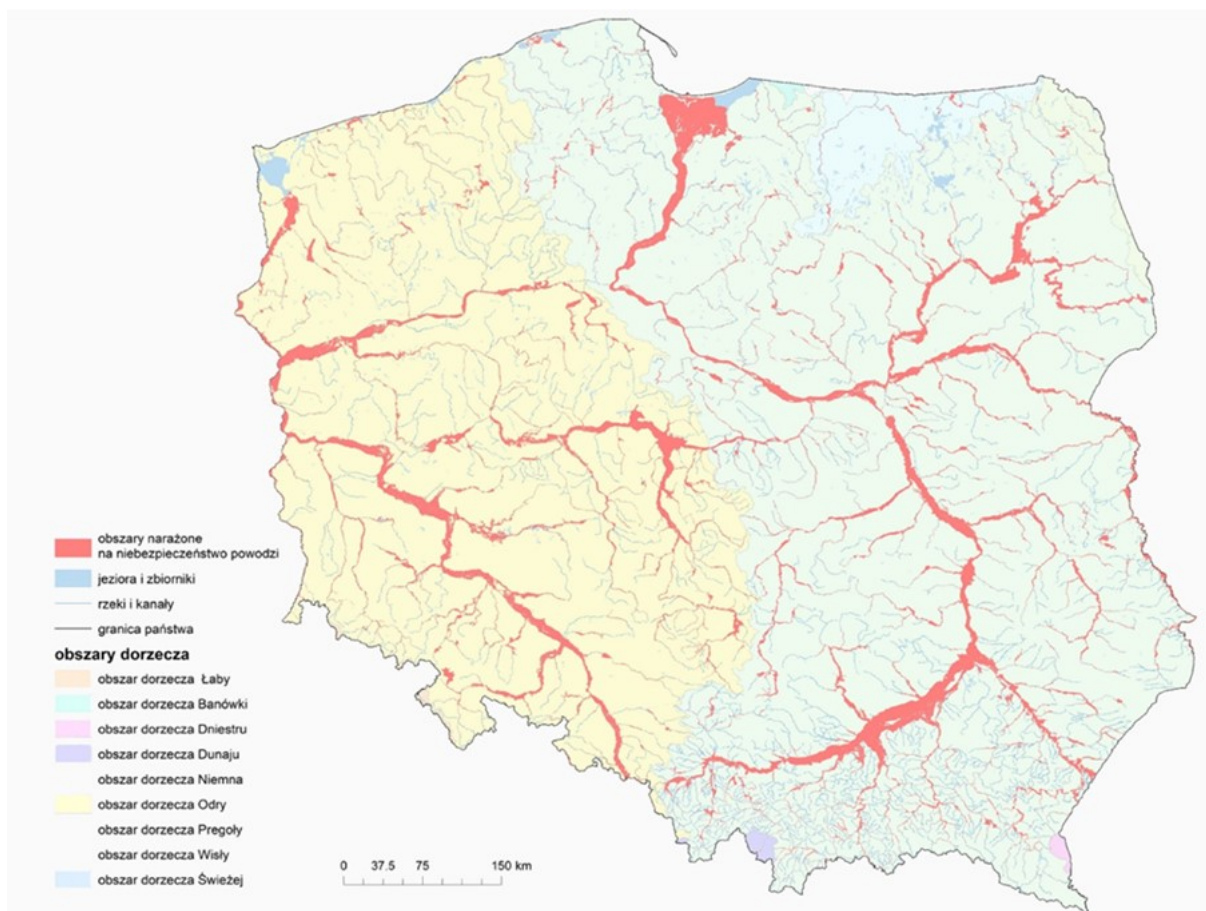 obszary narażone
na niebezpieczeństwo powodzi
jeziora i zbiorniki
rzeki i kanały
granica państwa
obszary dorzecza
obszar dorzecza Łaby
obszar dorzecza Banówki
obszar dorzecza Dniestru
obszar dorzecza Dunaju
obszar dorzecza Niemna
obszar dorzecza Odry
obszar dorzecza Pregoły
obszar dorzecza Wisły
obszar dorzecza Świeżej
0 37.5 75 150 km